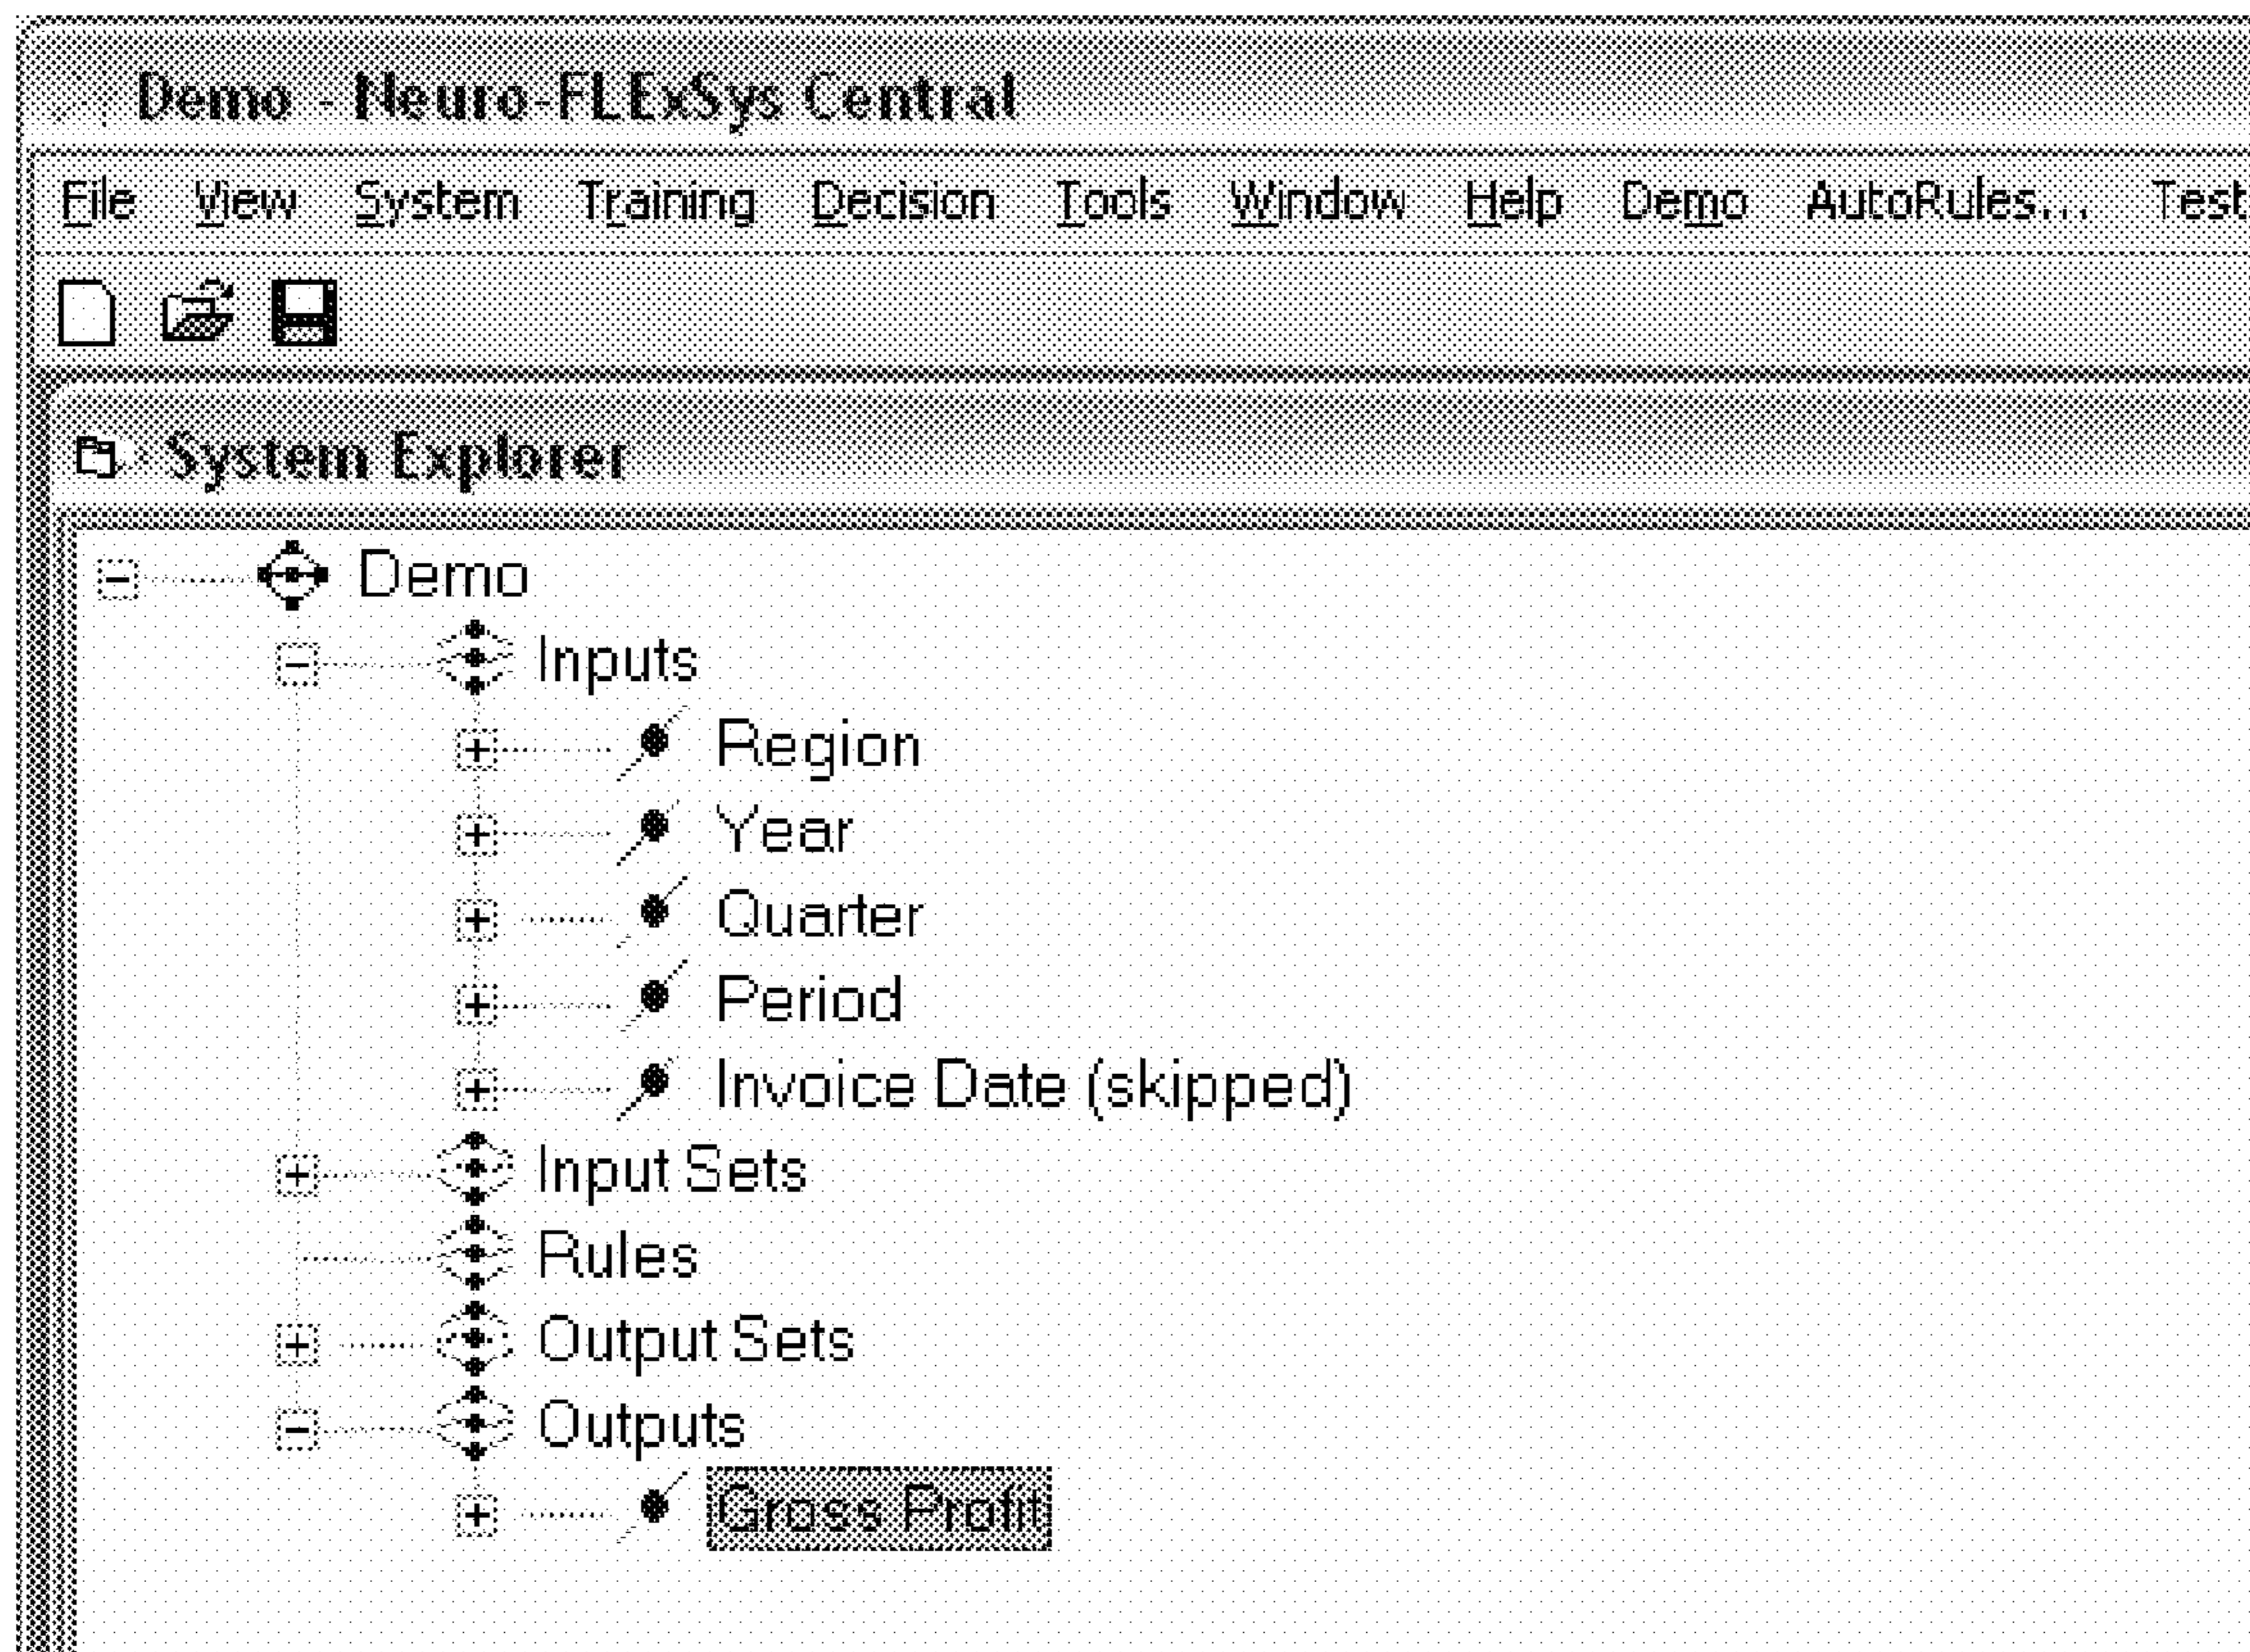 Demo - Neuro-FLExSys Central
File View System Training Decision Tools Window Help Demo AutoRules... Test
System Explorer
Demo
Inputs
Region
Year
Quarter
Period
Invoice Date (skipped)
Input Sets
Rules
Output Sets
Outputs
Gross Profit